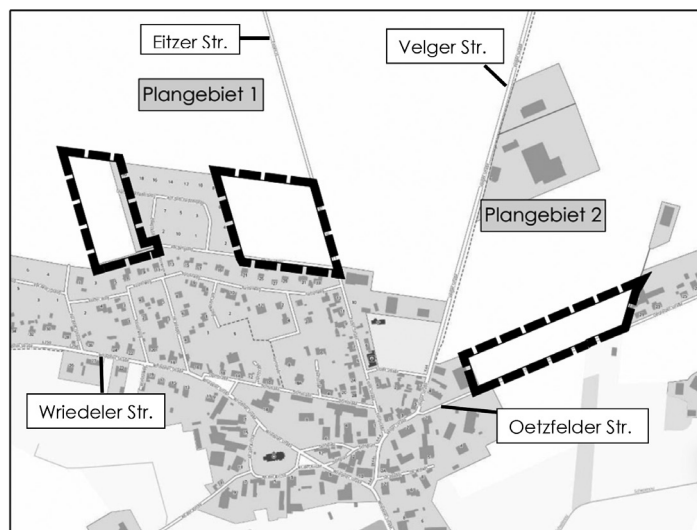 Eitzer Str.
Velger Str.
Plangebiet 1
Plangebiet 2
Wriedeler Str.
Oetzfelder Str.